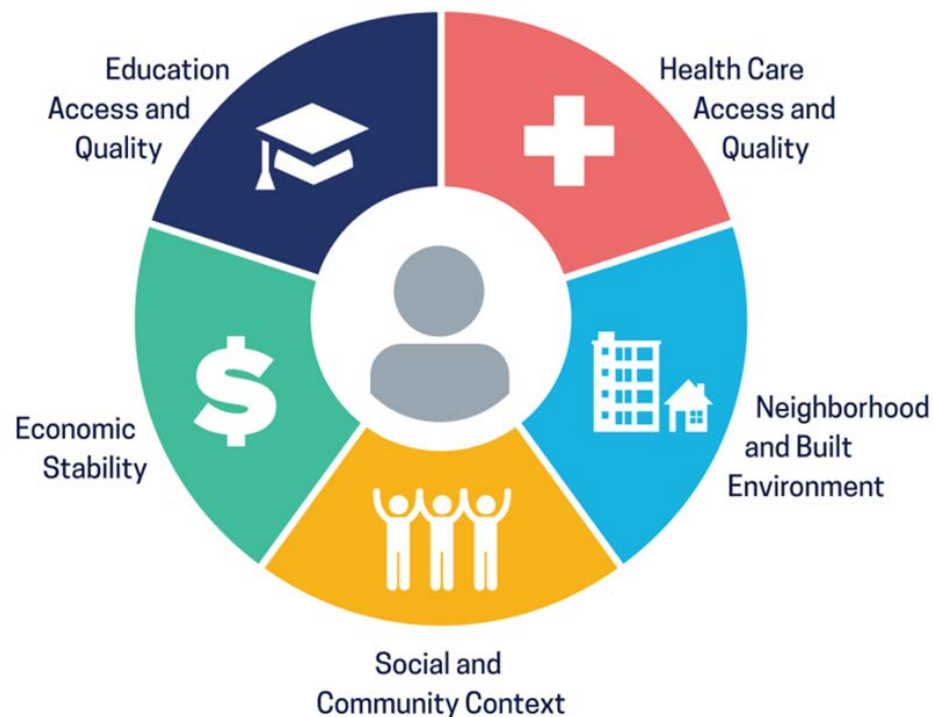 Education
Access and
Quality
Health Care
Access and
Quality
Economic
Stability
Neighborhood
and Built
Environment
Social and
Community Context